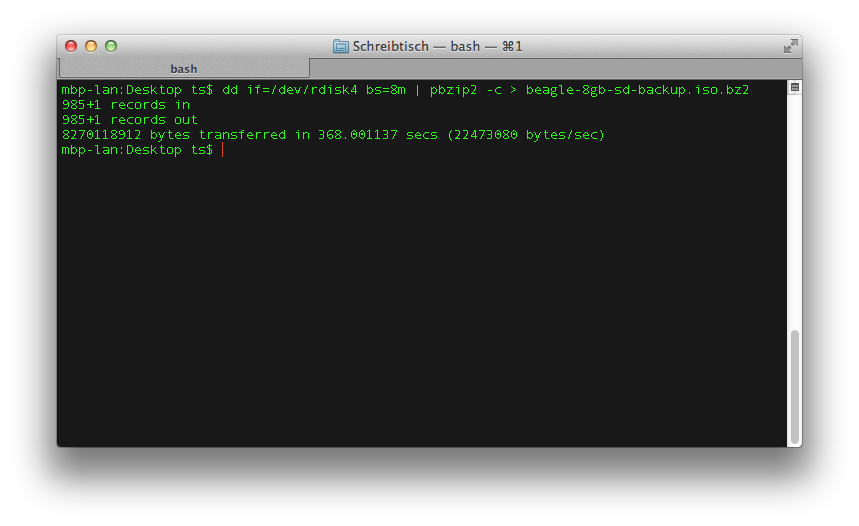 Schreibtisch — bash — ⌘1
bash
mbp-lan:Desktop ts$ dd if=/dev/rdisk4 bs=8m | pbzip2 -c > beagle-8gb-sd-backup.iso.bz2
985+1 records in
985+1 records out
8270118912 bytes transferred in 368.001137 secs (22473080 bytes/sec)
mbp-lan:Desktop ts$